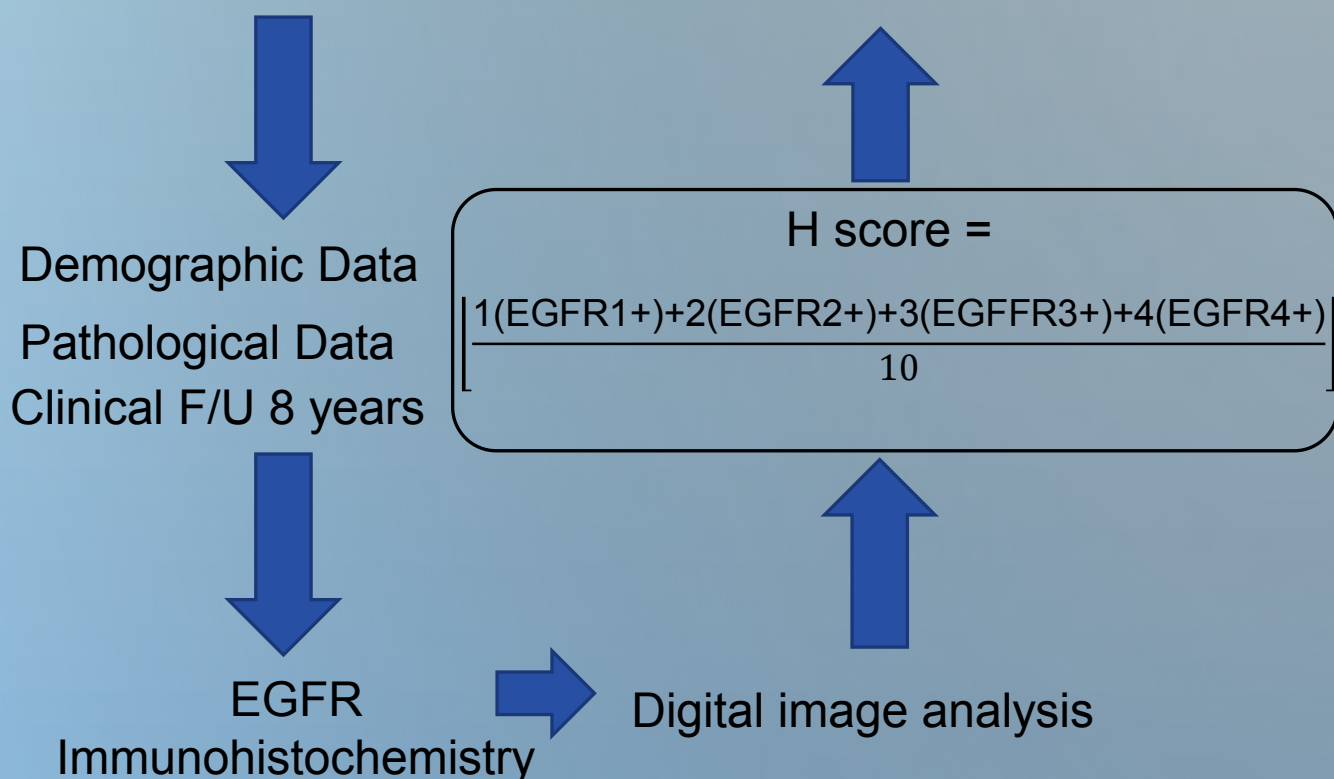 Demographic Data
Pathological Data
Clinical F/U 8 years
EGFR
Immunohistochemistry
Digital image analysis
H score =
[1(EGFR1+)+2(EGFR2+)+3(EGFFR3+)+4(EGFR4+)]
10